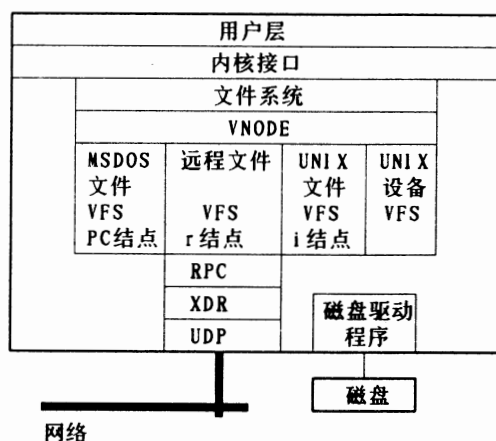 用户层
内核接口
文件系统
VNODE
MSDOS
文件
VFS
PC结点
远程文件
VFS
r结点
UNIX
文件
VFS
i结点
UNIX
设备
VFS
RPC
XDR
UDP
磁盘驱动
程序
磁盘
网络